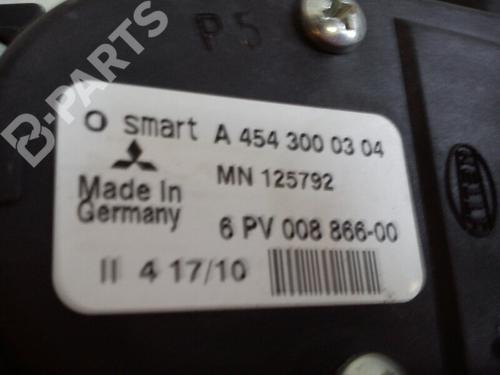 P5
B-PARTS
smart A 454 300 03 04
MN 125792
Made In
Germany
6 PV 008 866-00
II 4 17/10
HELLA